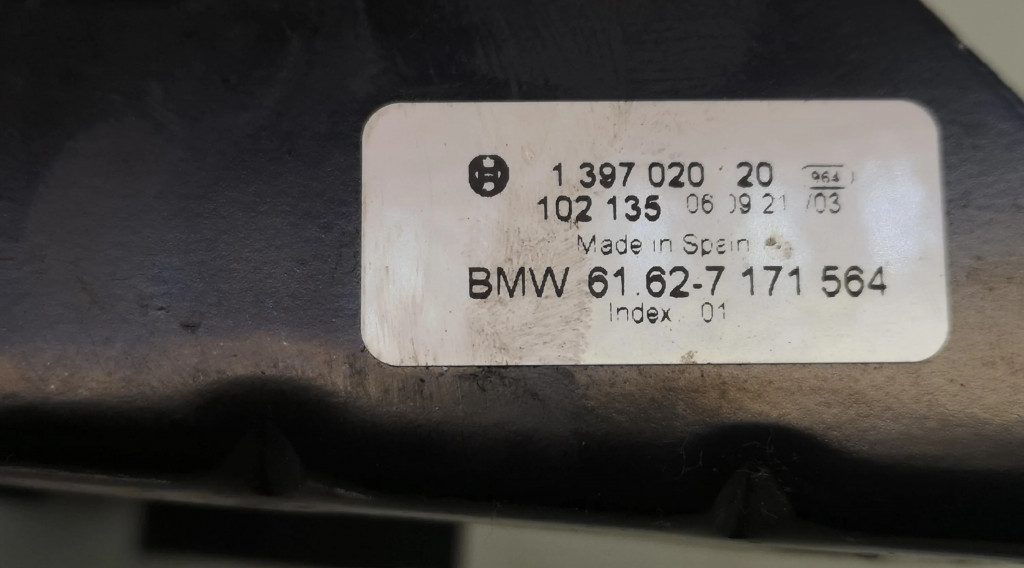 1 397 020 20 964
102 135 06 09 21 /03
Made in Spain
BMW 61.62-7 171 564
Index 01